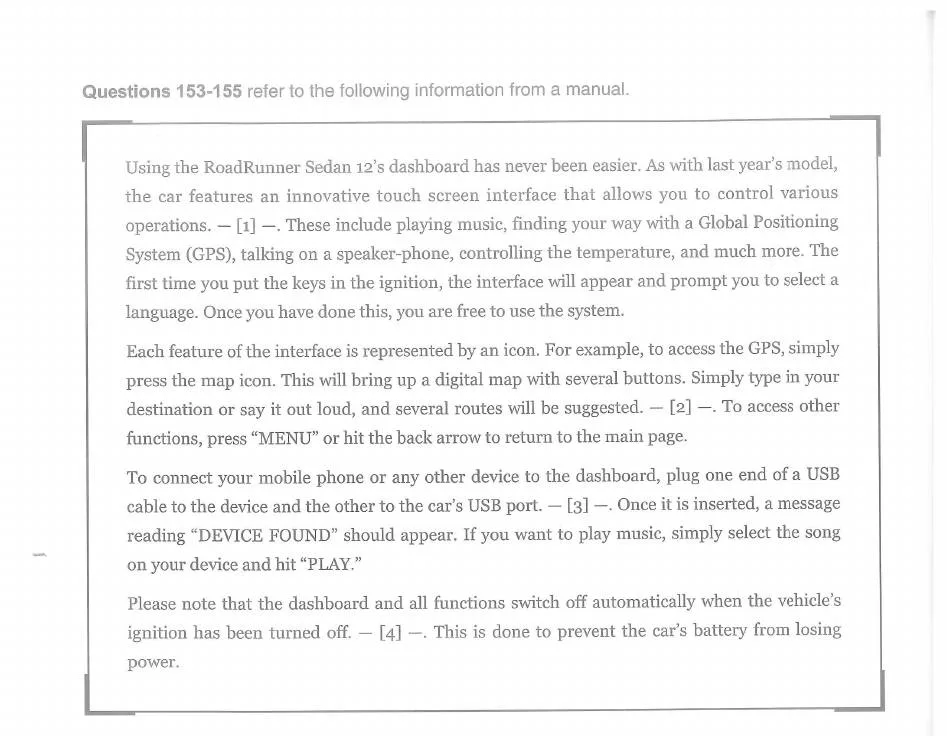 Questions 153-155 refer to the following information from a manual.
Using the RoadRunner Sedan 12's dashboard has never been easier. As with last year's model,
the car features an innovative touch screen interface that allows you to control various
operations. — [1] —. These include playing music, finding your way with a Global Positioning
System (GPS), talking on a speaker-phone, controlling the temperature, and much more. The
first time you put the keys in the ignition, the interface will appear and prompt you to select a
language. Once you have done this, you are free to use the system.
Each feature of the interface is represented by an icon. For example, to access the GPS, simply
press the map icon. This will bring up a digital map with several buttons. Simply type in your
destination or say it out loud, and several routes will be suggested. — [2] —. To access other
functions, press “MENU” or hit the back arrow to return to the main page.
To connect your mobile phone or any other device to the dashboard, plug one end of a USB
cable to the device and the other to the car's USB port. — [3] —. Once it is inserted, a message
reading “DEVICE FOUND” should appear. If you want to play music, simply select the song
on your device and hit “PLAY.”
Please note that the dashboard and all functions switch off automatically when the vehicle's
ignition has been turned off. — [4] —. This is done to prevent the car's battery from losing
power.